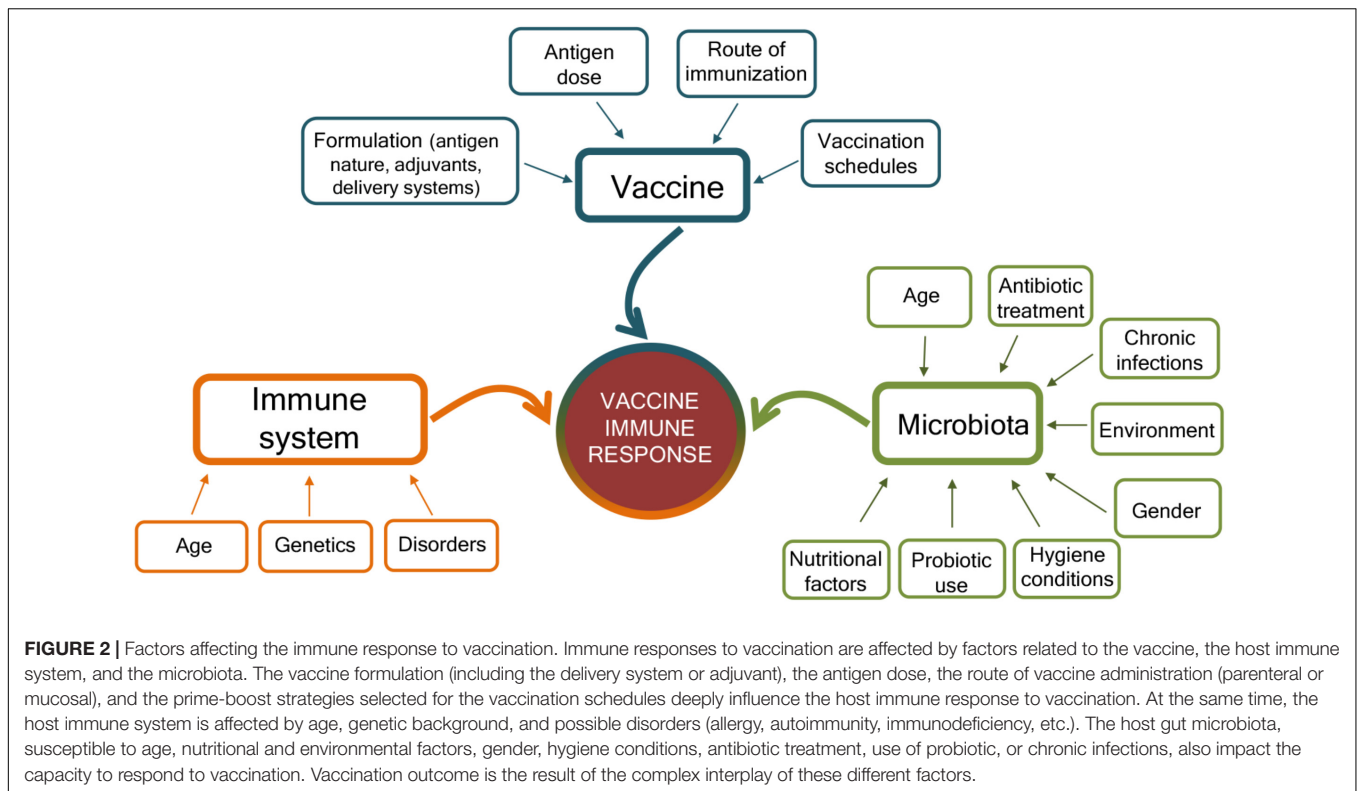 Antigen
dose
Route of
immunization
Formulation (antigen
nature, adjuvants,
delivery systems)
Vaccination
schedules
Vaccine
Age
Antibiotic
treatment
Chronic
infections
Immune
system
VACCINE
IMMUNE
RESPONSE
Microbiota
Environment
Gender
Age
Genetics
Disorders
Nutritional
factors
Probiotic
use
Hygiene
conditions
FIGURE 2 | Factors affecting the immune response to vaccination. Immune responses to vaccination are affected by factors related to the vaccine, the host immune
system, and the microbiota. The vaccine formulation (including the delivery system or adjuvant), the antigen dose, the route of vaccine administration (parenteral or
mucosal), and the prime-boost strategies selected for the vaccination schedules deeply influence the host immune response to vaccination. At the same time, the
host immune system is affected by age, genetic background, and possible disorders (allergy, autoimmunity, immunodeficiency, etc.). The host gut microbiota,
susceptible to age, nutritional and environmental factors, gender, hygiene conditions, antibiotic treatment, use of probiotic, or chronic infections, also impact the
capacity to respond to vaccination. Vaccination outcome is the result of the complex interplay of these different factors.